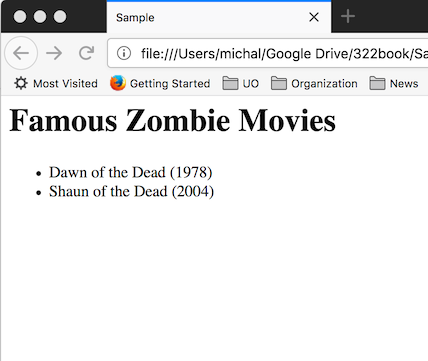 Sample
file:///Users/michal/Google Drive/322book/Sa
Most Visited Getting Started UO Organization News
Famous Zombie Movies
• Dawn of the Dead (1978)
• Shaun of the Dead (2004)